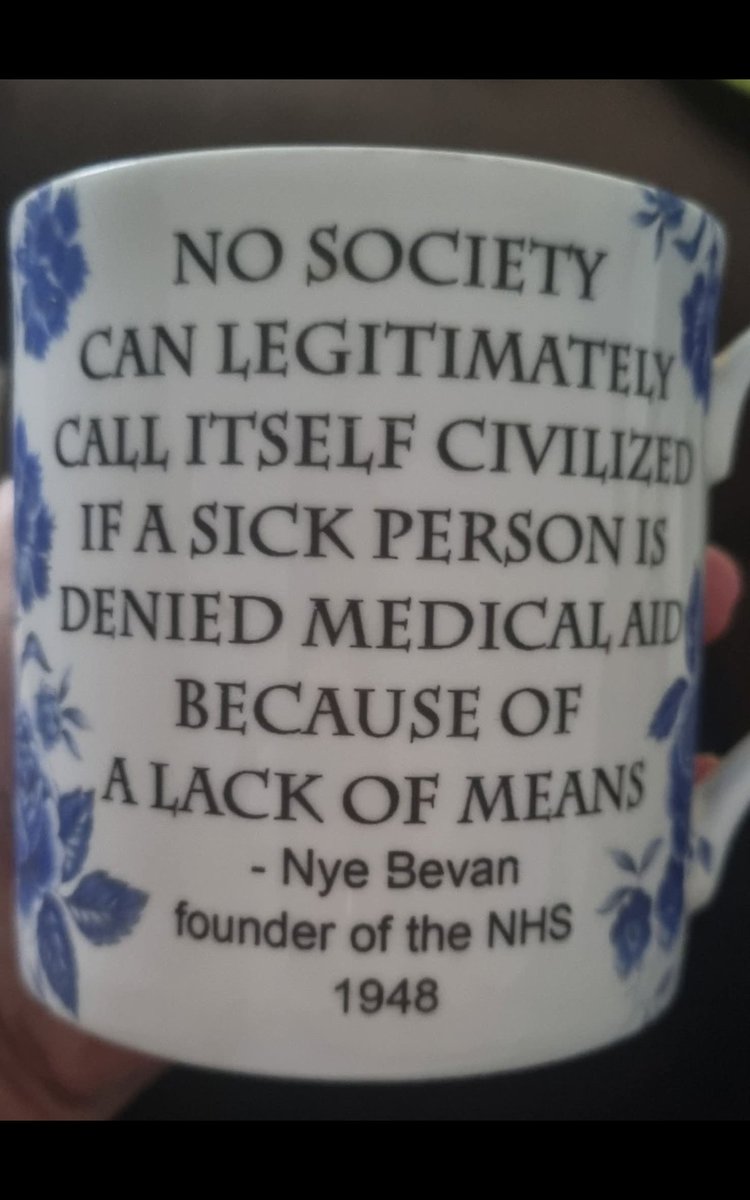 NO SOCIETY
CAN LEGITIMATELY
CALL ITSELF CIVILIZED
IF A SICK PERSON IS
DENIED MEDICAL AID
BECAUSE OF
A LACK OF MEANS
- Nye Bevan
founder of the NHS
1948